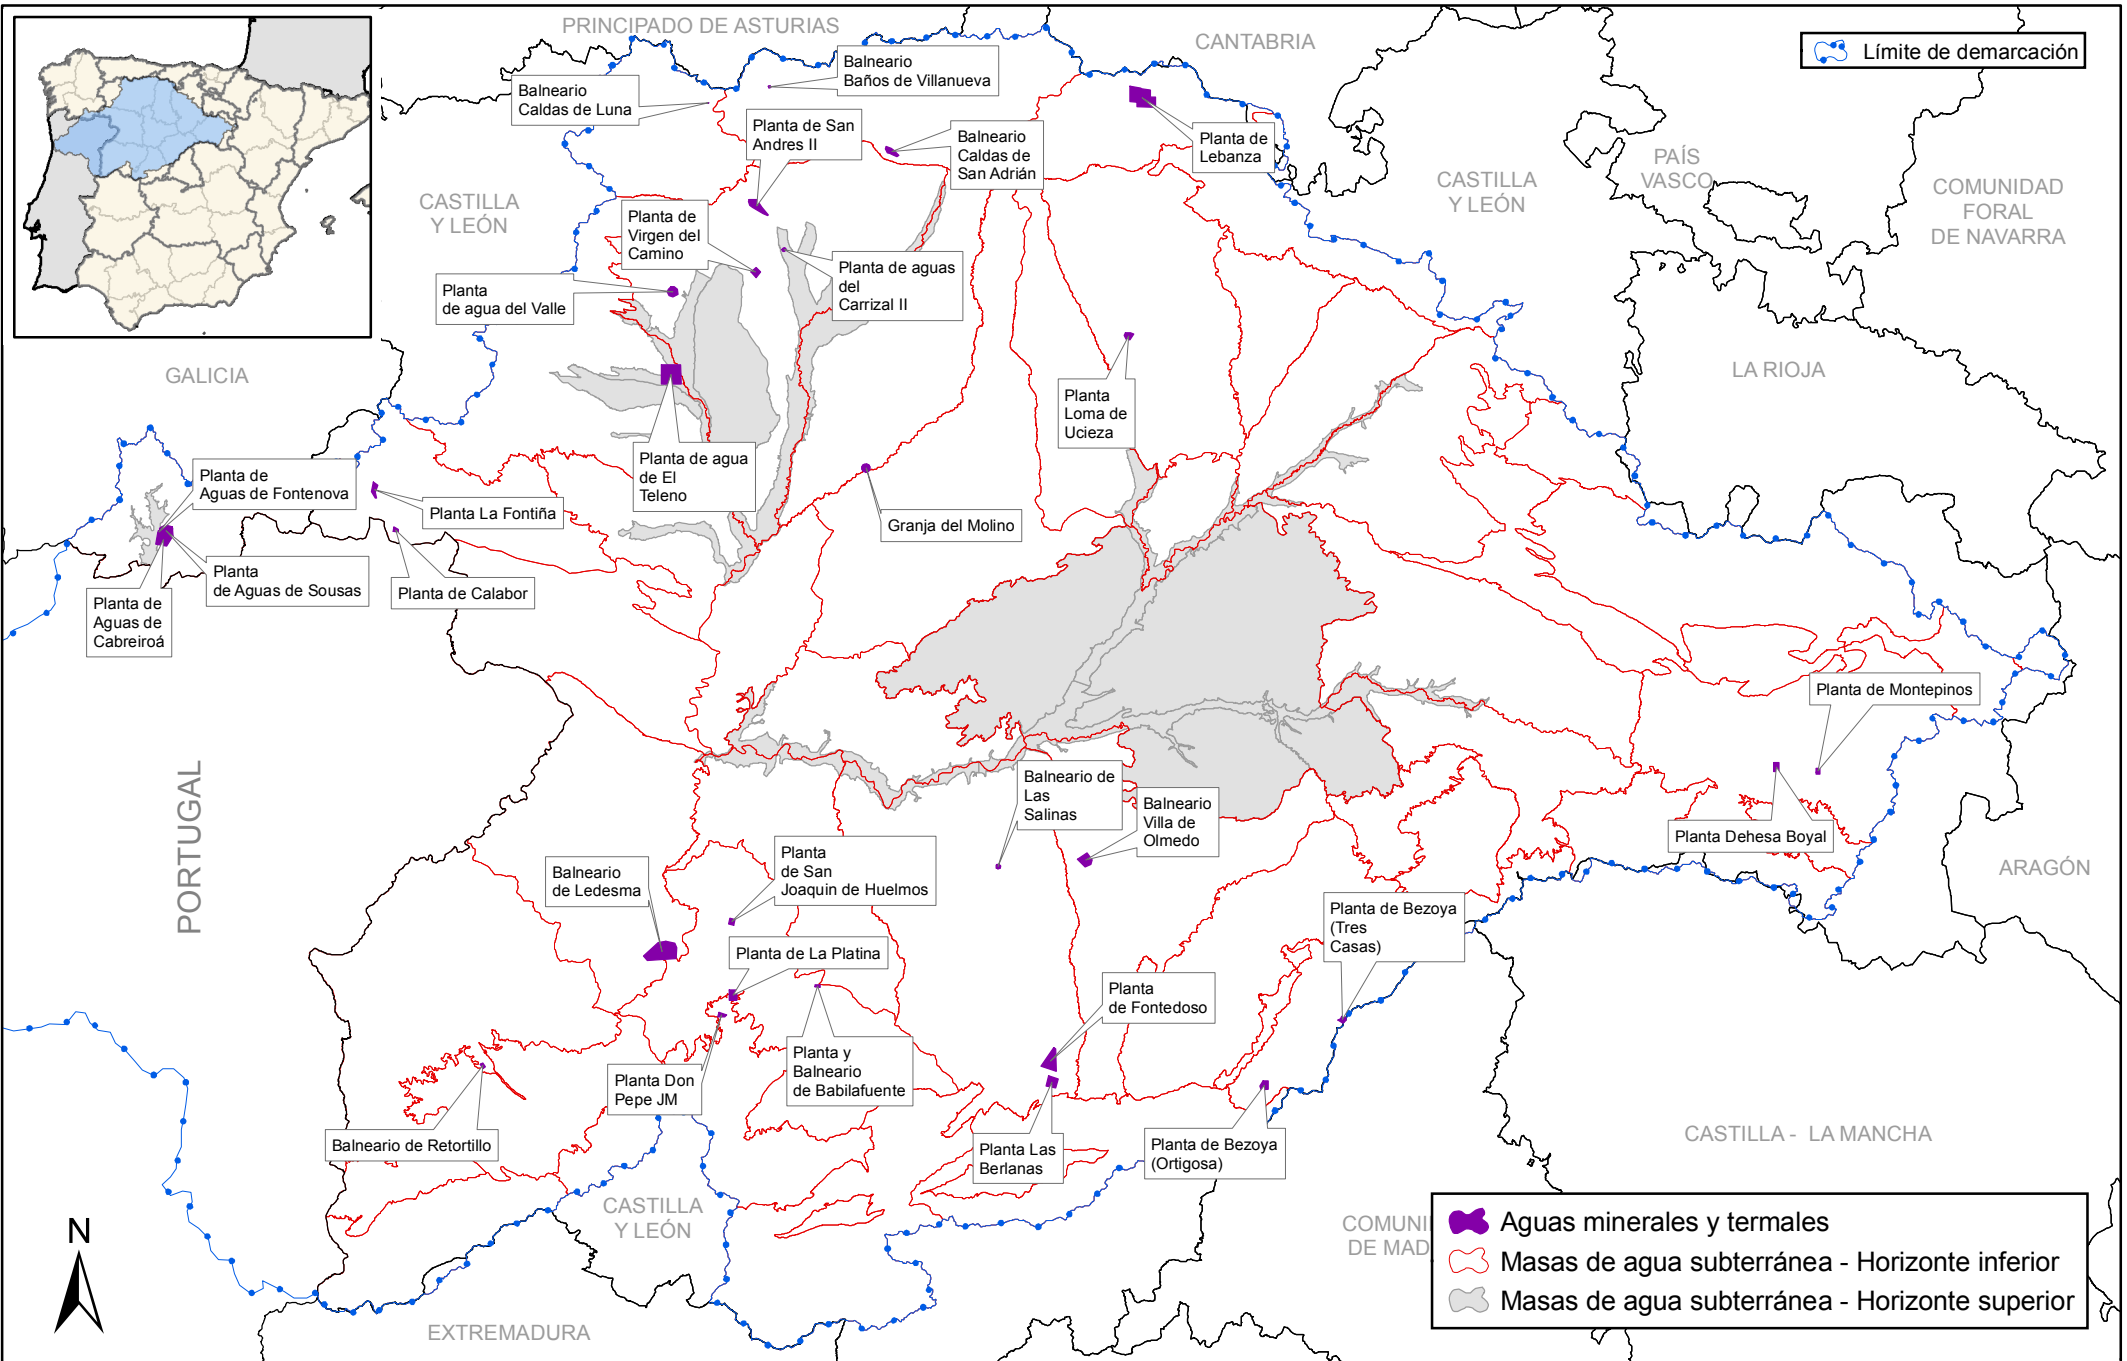 PRINCIPADO DE ASTURIAS
CANTABRIA
Límite de demarcación
Balneario
Baños de Villanueva
Balneario
Caldas de Luna
Planta de San
Andres II
Balneario
Caldas de
San Adrián
Planta de
Lebanza
PAÍS
VASCO
CASTILLA
Y LEÓN
COMUNIDAD
FORAL
DE NAVARRA
CASTILLA
Y LEÓN
Planta de
Virgen del
Camino
Planta de aguas
del
Carrizal II
Planta
de agua del Valle
GALICIA
LA RIOJA
Planta
Loma de
Ucieza
Planta de agua
de El
Teleno
Planta de
Aguas de Fontenova
Planta La Fontiña
Granja del Molino
Planta
de Aguas de Sousas
Planta de Calabor
Planta de
Aguas de
Cabreiroá
Planta de Montepinos
PORTUGAL
Balneario de
Las
Salinas
Balneario
Villa de
Olmedo
Planta Dehesa Boyal
ARAGÓN
Planta
de San
Joaquin de Huelmos
Balneario
de Ledesma
Planta de Bezoya
(Tres
Casas)
Planta de La Platina
Planta
de Fontedoso
Planta y
Balneario
de Babilafuente
Planta Don
Pepe JM
Balneario de Retortillo
Planta Las
Berlanas
Planta de Bezoya
(Ortigosa)
CASTILLA - LA MANCHA
CASTILLA
Y LEÓN
COMUNI
DE MAD
N
EXTREMADURA
Aguas minerales y termales
Masas de agua subterránea - Horizonte inferior
Masas de agua subterránea - Horizonte superior